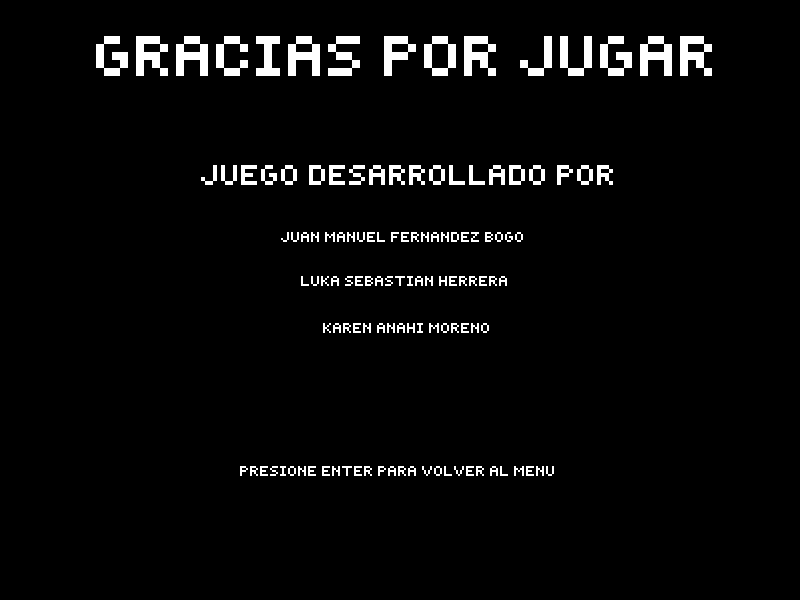 GRACIAS POR JUGAR
JUEGO DESARROLLADO POR
JUAN MANUEL FERNANDEZ BOGO
LUKA SEBASTIAN HERRERA
KAREN ANAHI MORENO
PRESIONE ENTER PARA VOLVER AL MENU